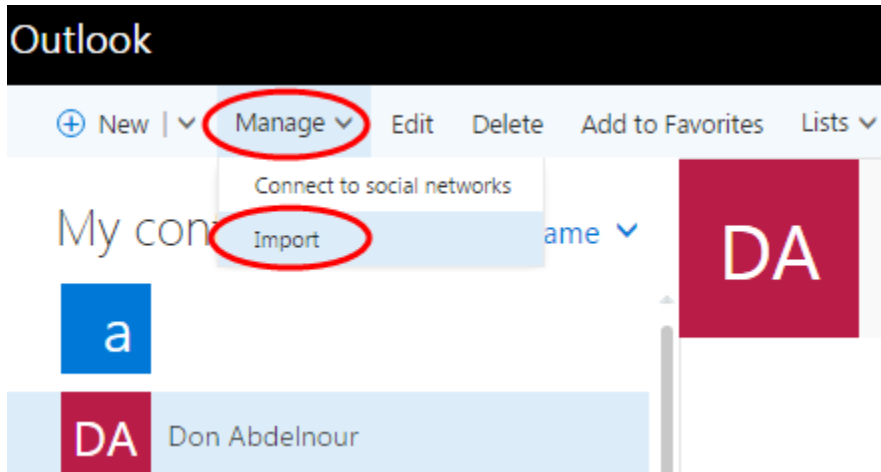 Outlook
New | Manage Edit Delete Add to Favorites Lists
Connect to social networks
My con ame
Import
DA
a
DA Don Abdelnour